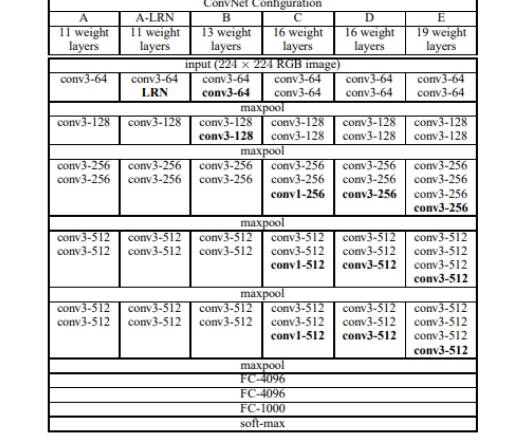 ConvNet Configuration
A A-LRN B C D E
11 weight 11 weight 13 weight 16 weight 16 weight 19 weight
layers layers layers layers layers layers
input (224 × 224 RGB image)
conv3-64 conv3-64 conv3-64 conv3-64 conv3-64 conv3-64
LRN conv3-64 conv3-64 conv3-64 conv3-64
maxpool
conv3-128 conv3-128 conv3-128 conv3-128 conv3-128 conv3-128
conv3-128 conv3-128 conv3-128 conv3-128
maxpool
conv3-256 conv3-256 conv3-256 conv3-256 conv3-256 conv3-256
conv3-256 conv3-256 conv3-256 conv3-256 conv3-256 conv3-256
conv1-256 conv3-256 conv3-256
conv3-256
maxpool
conv3-512 conv3-512 conv3-512 conv3-512 conv3-512 conv3-512
conv3-512 conv3-512 conv3-512 conv3-512 conv3-512 conv3-512
conv1-512 conv3-512 conv3-512
conv3-512
maxpool
conv3-512 conv3-512 conv3-512 conv3-512 conv3-512 conv3-512
conv3-512 conv3-512 conv3-512 conv3-512 conv3-512 conv3-512
conv1-512 conv3-512 conv3-512
conv3-512
maxpool
FC-4096
FC-4096
FC-1000
soft-max